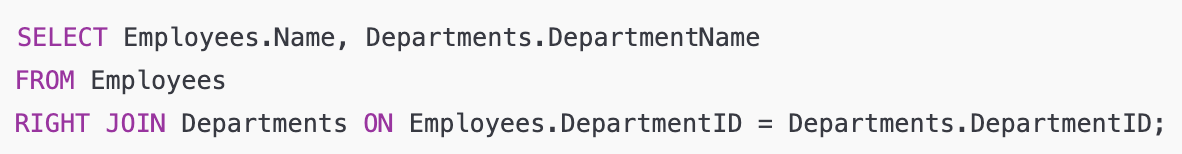 SELECT Employees.Name, Departments.DepartmentName
FROM Employees
RIGHT JOIN Departments ON Employees.DepartmentID = Departments.DepartmentID;